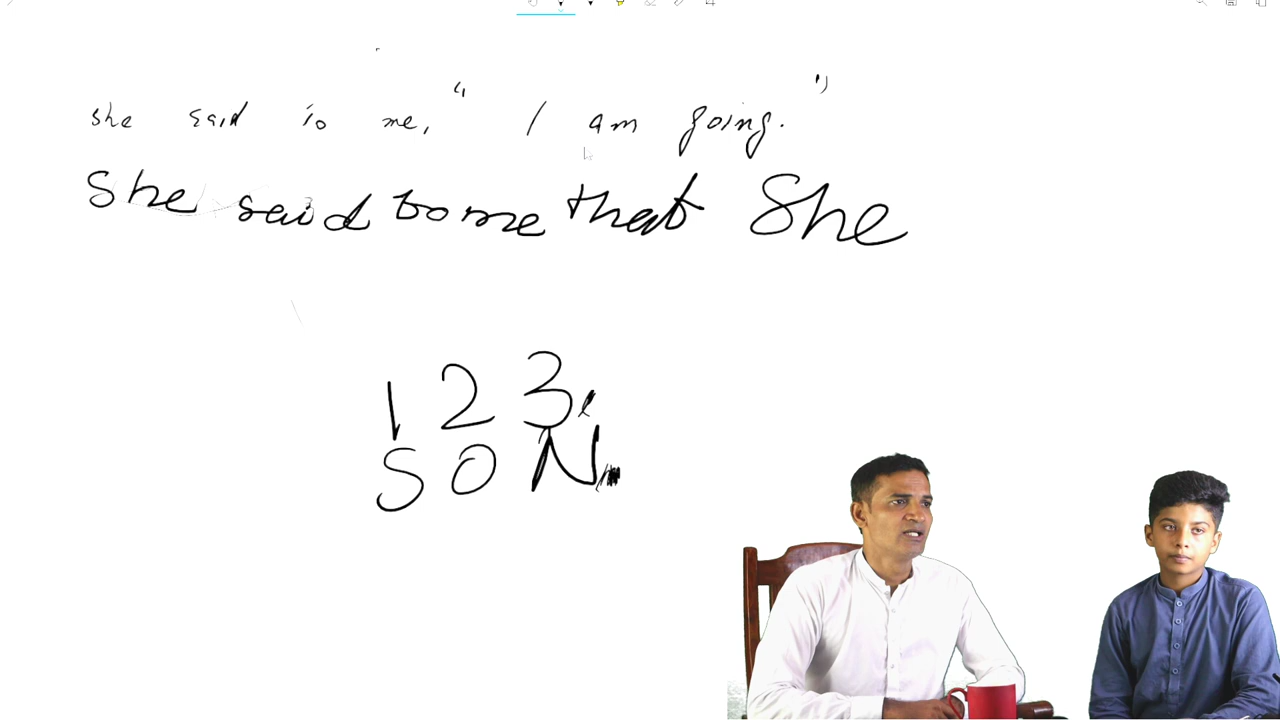 she said to me, " I am going. "
She said to me that She
1 2 3
S O N